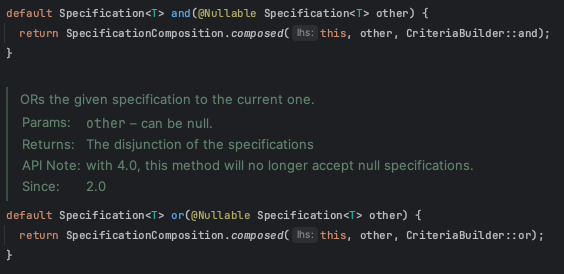 default Specification<T> and(@Nullable Specification<T> other) {
return SpecificationComposition.composed( lhs: this, other, CriteriaBuilder::and);
}
ORs the given specification to the current one.
Params: other – can be null.
Returns: The disjunction of the specifications
API Note: with 4.0, this method will no longer accept null specifications.
Since: 2.0
default Specification<T> or(@Nullable Specification<T> other) {
return SpecificationComposition.composed( lhs: this, other, CriteriaBuilder::or);
}